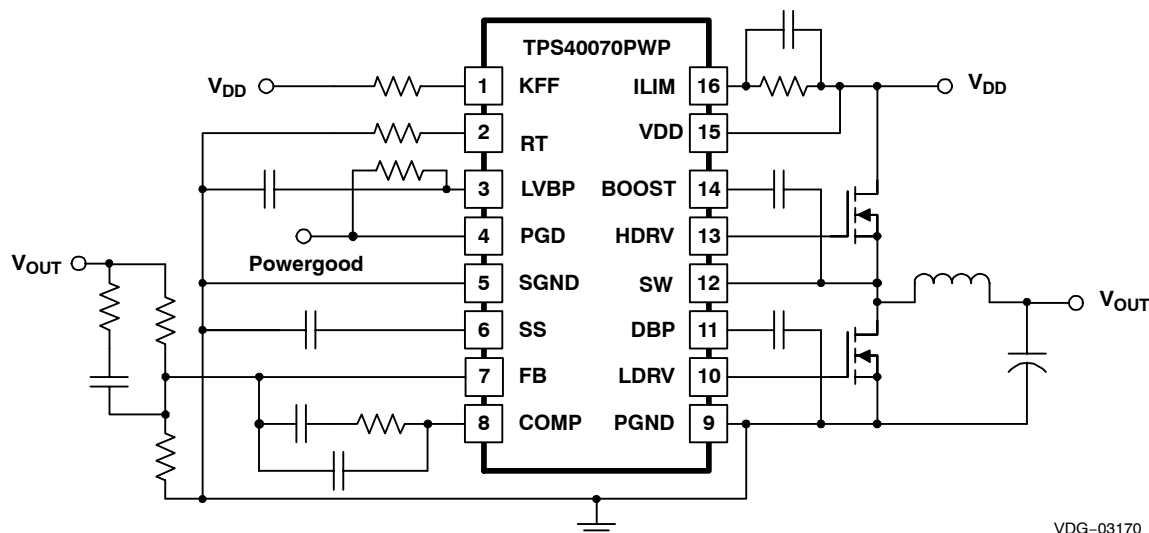 TPS40070PWP
VDD
1 KFF
ILIM 16
VDD
2 RT
VDD 15
3 LVBP
BOOST 14
4 PGD
HDRV 13
Powergood
VOUT
5 SGND
SW 12
VOUT
6 SS
DBP 11
7 FB
LDRV 10
8 COMP
PGND 9
VDG–03170